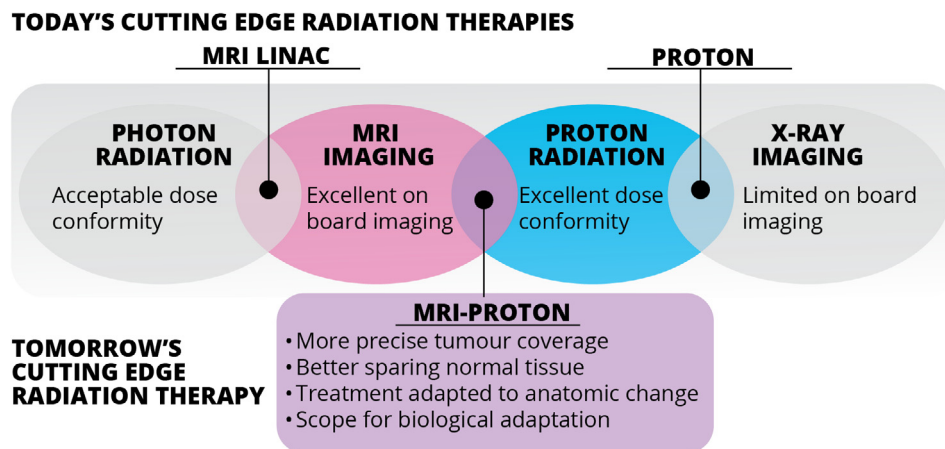 TODAY’S CUTTING EDGE RADIATION THERAPIES
MRI LINAC
PROTON
PHOTON
RADIATION
Acceptable dose
conformity
MRI
IMAGING
Excellent on
board imaging
PROTON
RADIATION
Excellent dose
conformity
X-RAY
IMAGING
Limited on board
imaging
MRI-PROTON
• More precise tumour coverage
• Better sparing normal tissue
• Treatment adapted to anatomic change
• Scope for biological adaptation
TOMORROW’S
CUTTING EDGE
RADIATION THERAPY